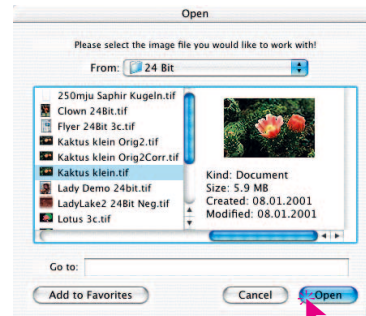 Open
Please select the image file you would like to work with!
From: 24 Bit
250mju Saphir Kugeln.tif
Clown 24Bit.tif
Flyer 24Bit 3c.tif
Kaktus klein Orig2.tif
Kaktus klein Orig2Corr.tif
Kaktus klein.tif
Lady Demo 24bit.tif
LadyLake2 24Bit Neg.tif
Lotus 3c.tif
Kind: Document
Size: 5.9 MB
Created: 08.01.2001
Modified: 08.01.2001
Go to:
Add to Favorites
Cancel
Open